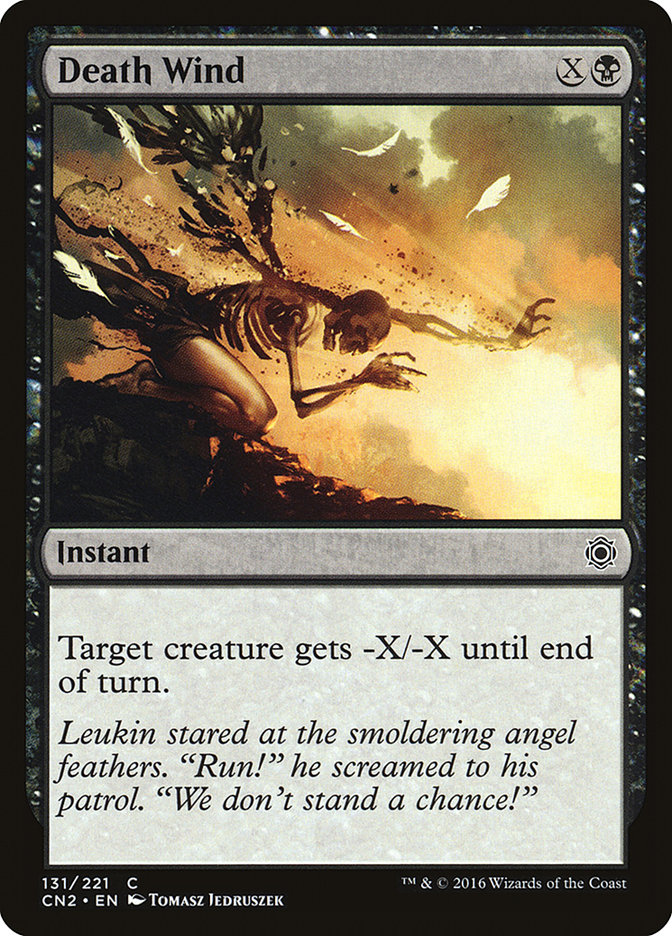 Death Wind X
Instant
Target creature gets -X/-X until end
of turn.
Leukin stared at the smoldering angel
feathers. “Run!” he screamed to his
patrol. “We don’t stand a chance!”
131/221 C
CN2 • EN Tomasz Jedruszek
™ & © 2016 Wizards of the Coast